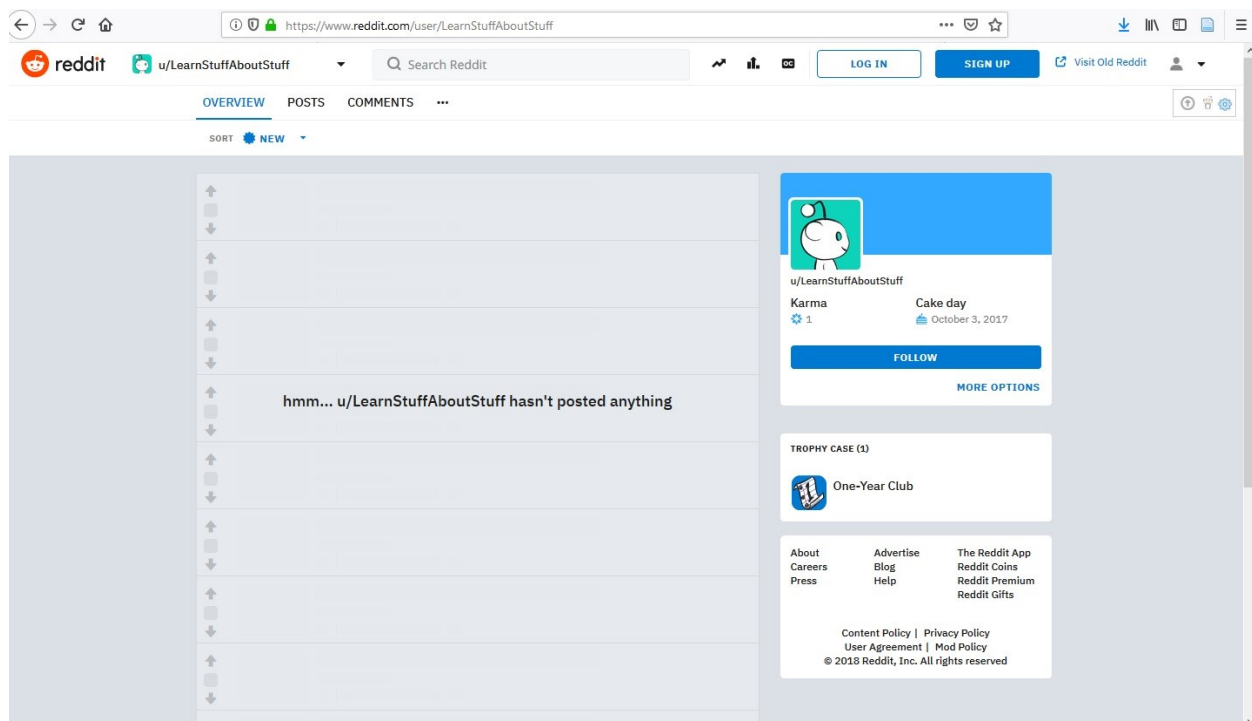 https://www.reddit.com/user/LearnStuffAboutStuff
reddit
u/LearnStuffAboutStuff
Search Reddit
OC
LOG IN
SIGN UP
Visit Old Reddit
OVERVIEW POSTS COMMENTS
SORT NEW
hmm... u/LearnStuffAboutStuff hasn't posted anything
u/LearnStuffAboutStuff
Karma Cake day
1 October 3, 2017
FOLLOW
MORE OPTIONS
TROPHY CASE (1)
One-Year Club
About Advertise The Reddit App
Careers Blog Reddit Coins
Press Help Reddit Premium
Reddit Gifts
Content Policy | Privacy Policy
User Agreement | Mod Policy
© 2018 Reddit, Inc. All rights reserved